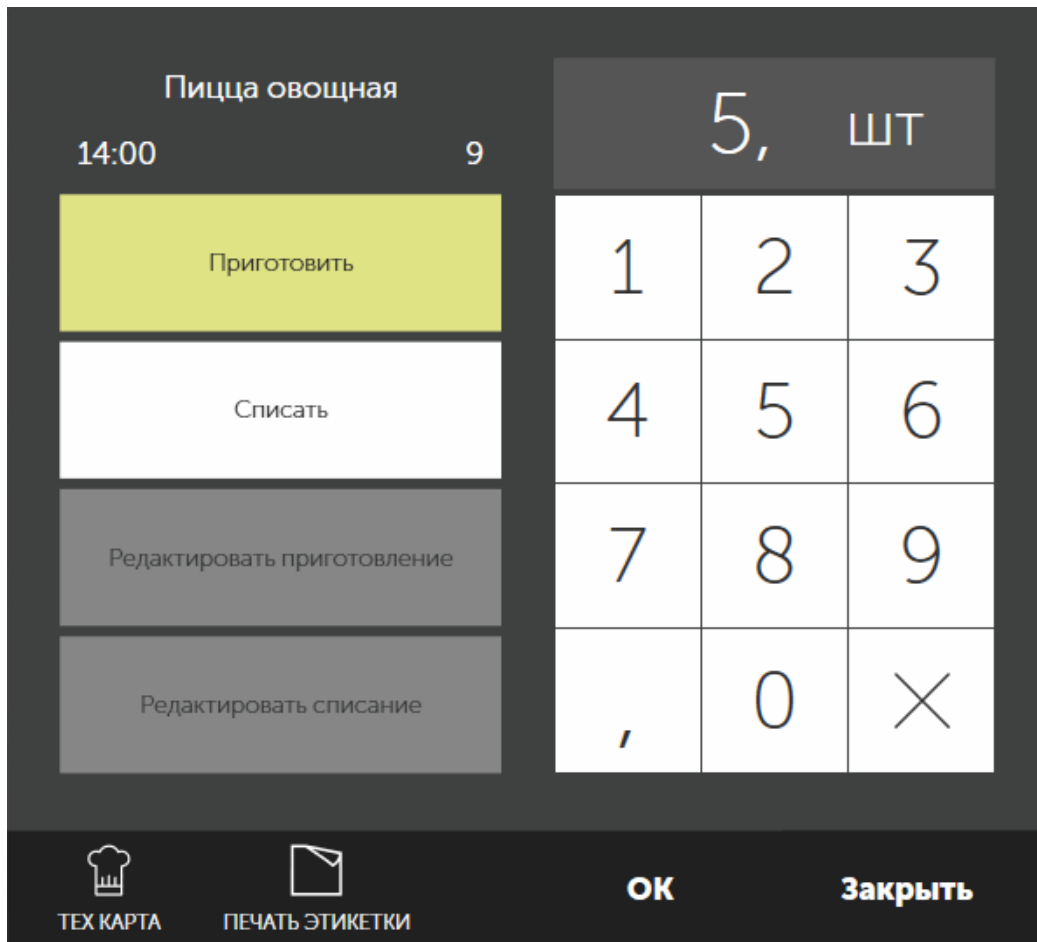 Пицца овощная
14:00 9
Приготовить
Списать
Редактировать приготовление
Редактировать списание
5, шт
1 2 3
4 5 6
7 8 9
, 0
ТЕХ КАРТА
ПЕЧАТЬ ЭТИКЕТКИ
ОК
Закрыть